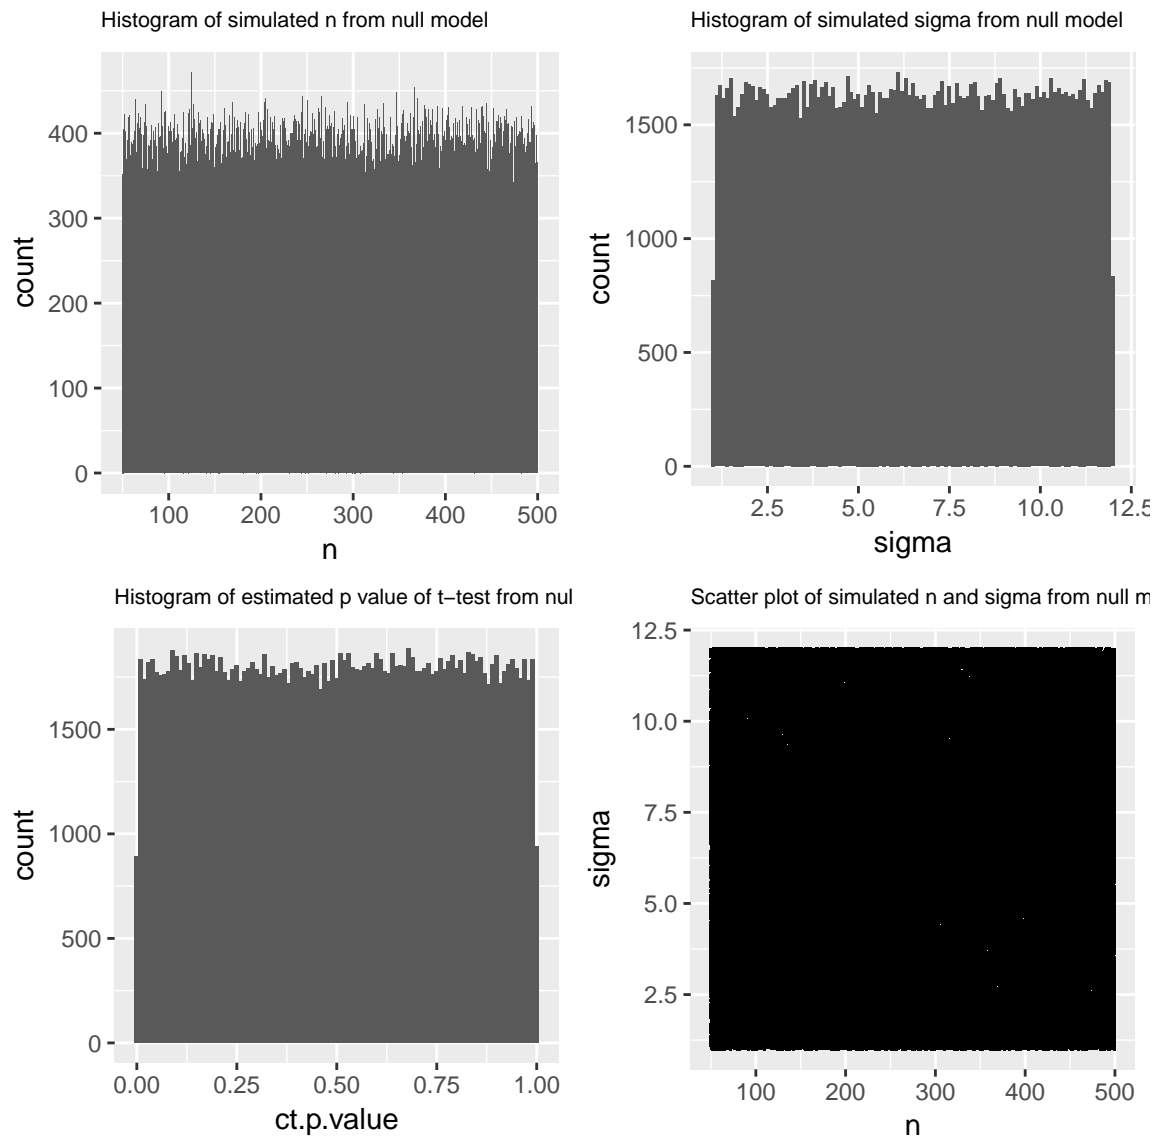 Histogram of simulated n from null model
400
300
200
100
0
count
100 200 300 400 500
n
Histogram of simulated sigma from null model
1500
1000
500
0
count
2.5 5.0 7.5 10.0 12.5
sigma
Histogram of estimated p value of t−test from nul
1500
1000
500
0
count
0.00 0.25 0.50 0.75 1.00
ct.p.value
Scatter plot of simulated n and sigma from null m
12.5
10.0
7.5
5.0
2.5
sigma
100 200 300 400 500
n